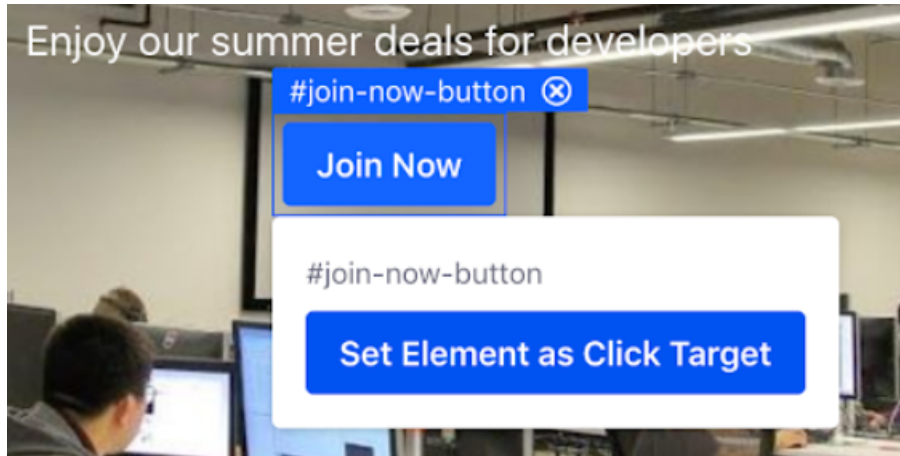 Enjoy our summer deals for developers
#join-now-button
Join Now
#join-now-button
Set Element as Click Target